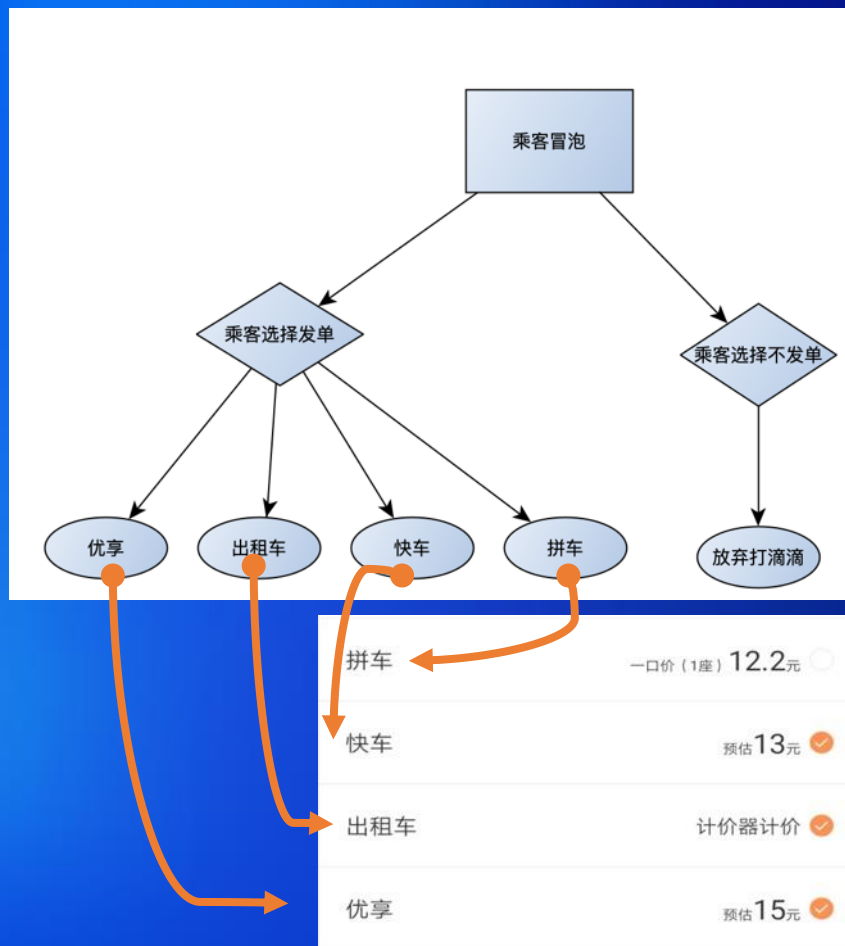 乘客冒泡
乘客选择发单
乘客选择不发单
优享
出租车
快车
拼车
放弃打滴滴
拼车 一口价（1座）12.2元
快车 预估13元
出租车 计价器计价
优享 预估15元